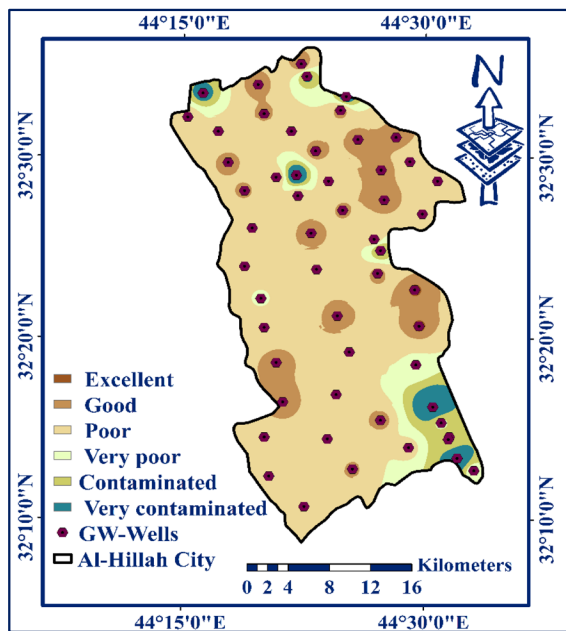 44°15'0"E 44°30'0"E
N
32°30'0"N 32°30'0"N
32°20'0"N 32°20'0"N
32°10'0"N 32°10'0"N
Excellent
Good
Poor
Very poor
Contaminated
Very contaminated
GW-Wells
Al-Hillah City
Kilometers
0 2 4 8 12 16
44°15'0"E 44°30'0"E